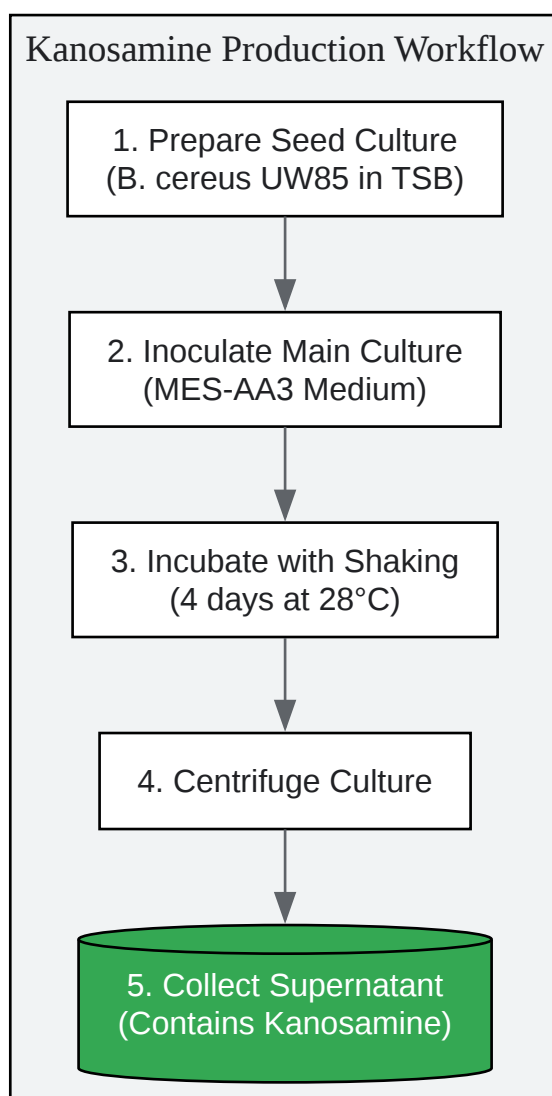 Kanosamine Production Workflow
1. Prepare Seed Culture
(B. cereus UW85 in TSB)
2. Inoculate Main Culture
(MES-AA3 Medium)
3. Incubate with Shaking
(4 days at 28°C)
4. Centrifuge Culture
5. Collect Supernatant
(Contains Kanosamine)